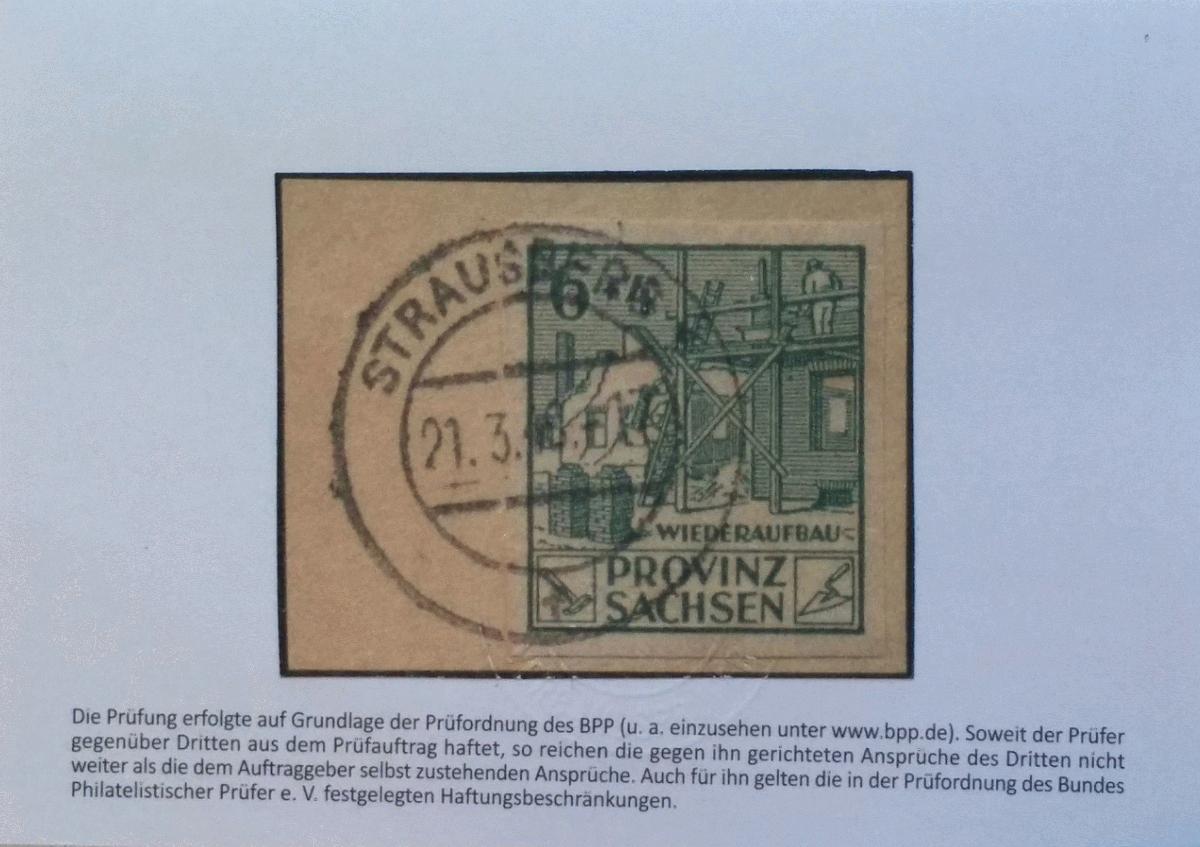 STRAUSBERG
6
21. 3.
WIEDERAUFBAU
PROVINZ
SACHSEN
Die Prüfung erfolgte auf Grundlage der Prüfordnung des BPP (u. a. einzusehen unter www.bpp.de). Soweit der Prüfer
gegenüber Dritten aus dem Prüfauftrag haftet, so reichen die gegen ihn gerichteten Ansprüche des Dritten nicht
weiter als die dem Auftraggeber selbst zustehenden Ansprüche. Auch für ihn gelten die in der Prüfordnung des Bundes
Philatelistischer Prüfer e. V. festgelegten Haftungsbeschränkungen.